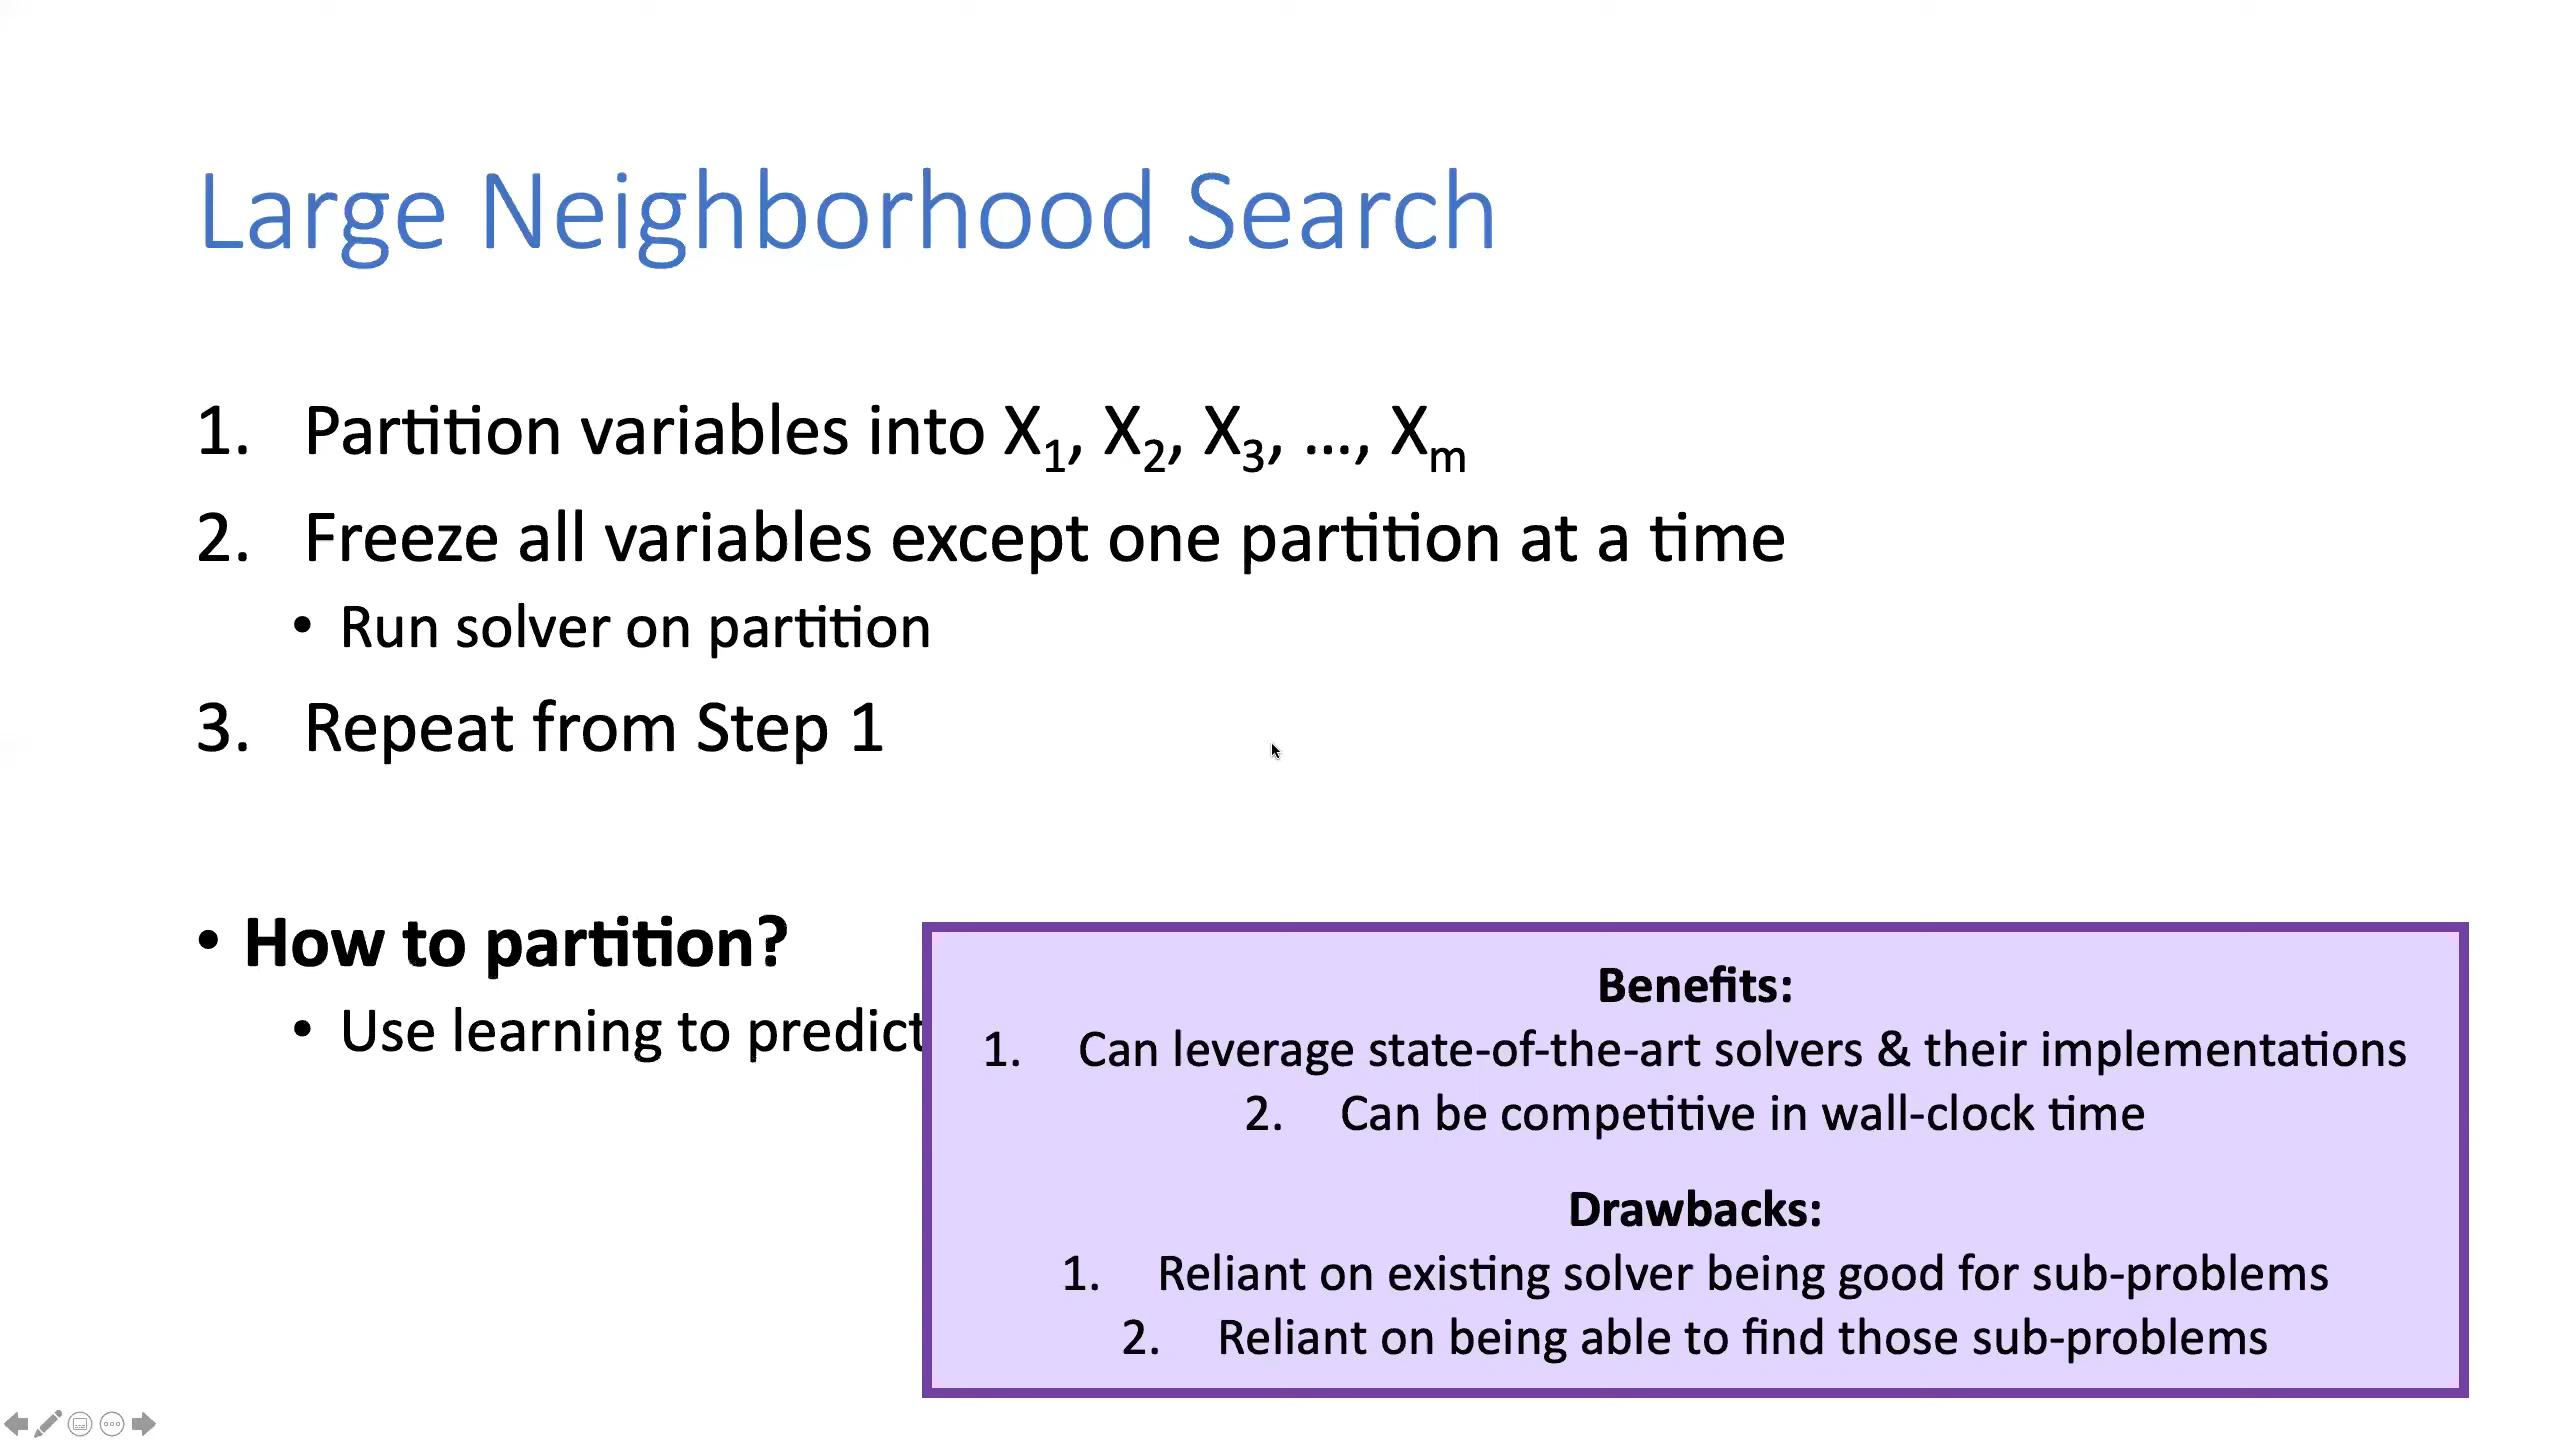 Large Neighborhood Search
1. Partition variables into X₁, X₂, X₃, ..., Xₘ
2. Freeze all variables except one partition at a time
• Run solver on partition
3. Repeat from Step 1
• How to partition?
• Use learning to predict
Benefits:
1. Can leverage state-of-the-art solvers & their implementations
2. Can be competitive in wall-clock time
Drawbacks:
1. Reliant on existing solver being good for sub-problems
2. Reliant on being able to find those sub-problems